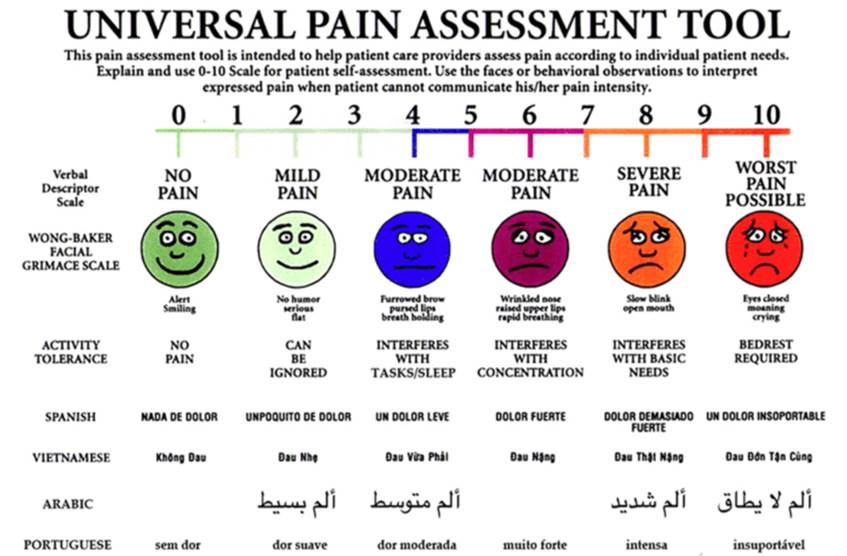 UNIVERSAL PAIN ASSESSMENT TOOL
This pain assessment tool is intended to help patient care providers assess pain according to individual patient needs.
Explain and use 0-10 Scale for patient self-assessment. Use the faces or behavioral observations to interpret
expressed pain when patient cannot communicate his/her pain intensity.
0 1 2 3 4 5 6 7 8 9 10
Verbal
Descriptor
Scale
NO
PAIN
MILD
PAIN
MODERATE
PAIN
MODERATE
PAIN
SEVERE
PAIN
WORST
PAIN
POSSIBLE
WONG-BAKER
FACIAL
GRIMACE SCALE
Alert
Smiling
No humor
serious
flat
Furrowed brow
pursed lips
breath holding
Wrinkled nose
raised upper lips
rapid breathing
Slow blink
open mouth
Eyes closed
moaning
crying
ACTIVITY
TOLERANCE
NO
PAIN
CAN
BE
IGNORED
INTERFERES
WITH
TASKS/SLEEP
INTERFERES
WITH
CONCENTRATION
INTERFERES
WITH BASIC
NEEDS
BEDREST
REQUIRED
SPANISH
NADA DE DOLOR
UNPOQUITO DE DOLOR
UN DOLOR LEVE
DOLOR FUERTE
DOLOR DEMASIADO
FUERTE
UN DOLOR INSOPORTABLE
VIETNAMESE
Không Đau
Đau Nhẹ
Đau Vừa Phải
Đau Nặng
Đau Thật Nặng
Đau Đớn Tận Cùng
ARABIC
ألم بسيط
ألم متوسط
ألم شديد
ألم لا يطاق
PORTUGUESE
sem dor
dor suave
dor moderada
muito forte
intensa
insuportável